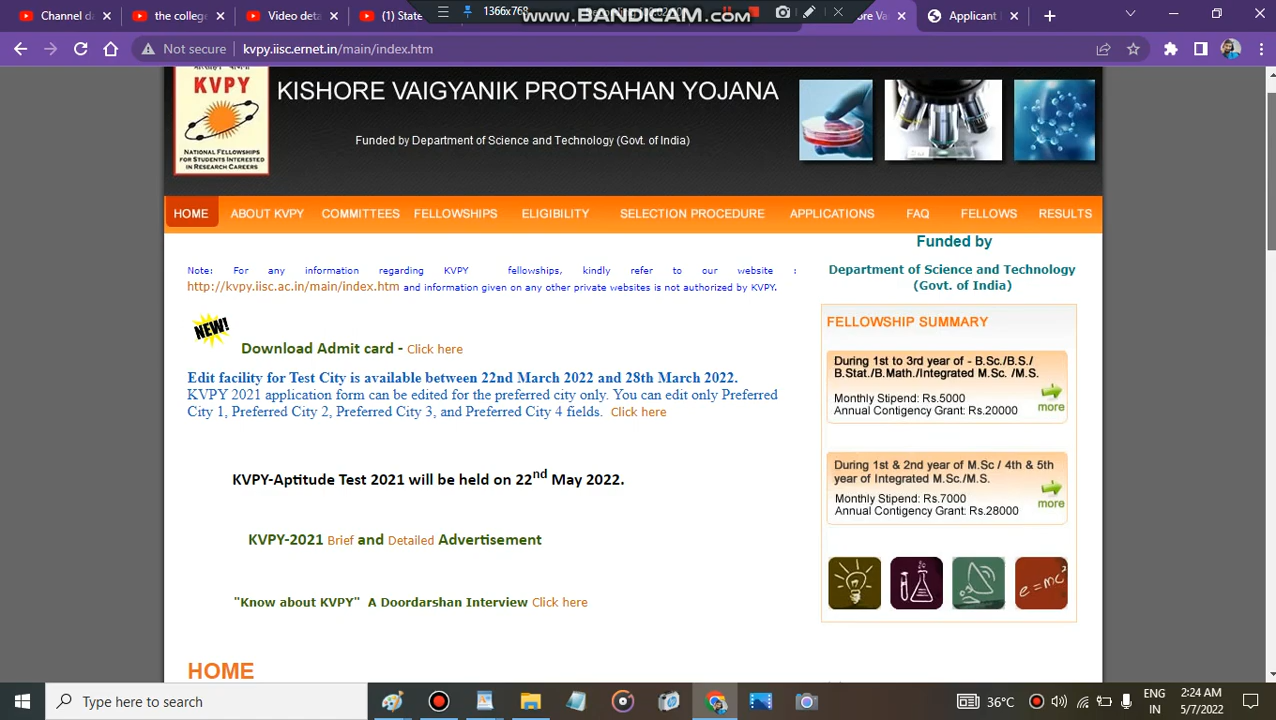 Channel da
the college
Video det
(1) State
1366x768
www.BANDICAM.com
re Va
Applicant
Not secure
kvpy.iisc.ernet.in/main/index.htm
KVPY
NATIONAL FELLOWSHIPS
FOR STUDENTS INTERESTED
IN RESEARCH CAREERS
KISHORE VAIGYANIK PROTSAHAN YOJANA
Funded by Department of Science and Technology (Govt. of India)
HOME ABOUT KVPY COMMITTEES FELLOWSHIPS ELIGIBILITY SELECTION PROCEDURE APPLICATIONS FAQ FELLOWS RESULTS
Note: For any information regarding KVPY fellowships, kindly refer to our website :
http://kvpy.iisc.ac.in/main/index.htm and information given on any other private websites is not authorized by KVPY.
NEW!
Download Admit card - Click here
Edit facility for Test City is available between 22nd March 2022 and 28th March 2022.
KVPY 2021 application form can be edited for the preferred city only. You can edit only Preferred
City 1, Preferred City 2, Preferred City 3, and Preferred City 4 fields. Click here
KVPY-Aptitude Test 2021 will be held on 22nd May 2022.
KVPY-2021 Brief and Detailed Advertisement
"Know about KVPY" A Doordarshan Interview Click here
HOME
Funded by
Department of Science and Technology
(Govt. of India)
FELLOWSHIP SUMMARY
During 1st to 3rd year of - B.Sc./B.S./
B.Stat./B.Math./Integrated M.Sc. /M.S.
Monthly Stipend: Rs.5000
Annual Contigency Grant: Rs.20000
more
During 1st & 2nd year of M.Sc / 4th & 5th
year of Integrated M.Sc./M.S.
Monthly Stipend: Rs.7000
Annual Contigency Grant: Rs.28000
more
e=mc2
Type here to search
36°C
ENG
IN
2:24 AM
5/7/2022